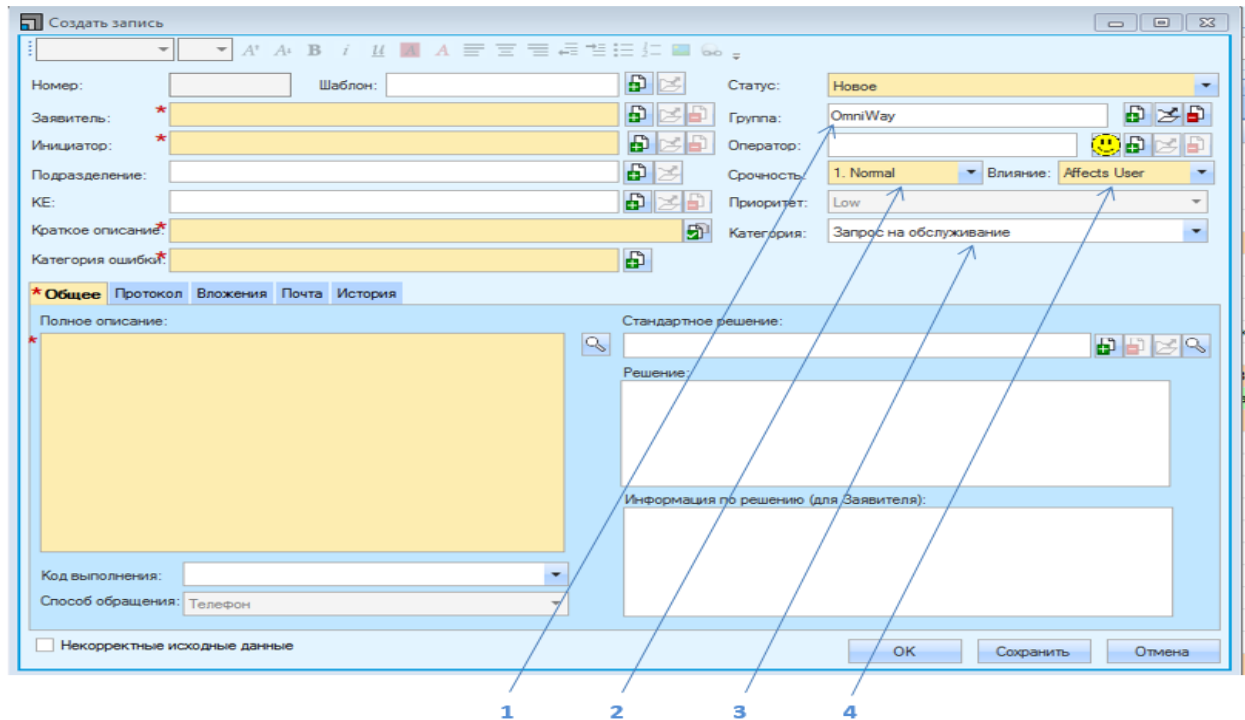 Создать запись
Номер:
Шаблон:
Статус:
Новое
Заявитель:
Группа:
OmniWay
Инициатор:
Оператор:
Подразделение:
Срочность:
1. Normal
Влияние:
Affects User
КЕ:
Приоритет:
Low
Краткое описание:
Категория:
Запрос на обслуживание
Категория ошибки:
Общее
Протокол
Вложения
Почта
История
Полное описание:
Стандартное решение:
Решение:
Информация по решению (для Заявителя):
Код выполнения:
Способ обращения:
Телефон
Некорректные исходные данные
OK
Сохранить
Отмена
1
2
3
4